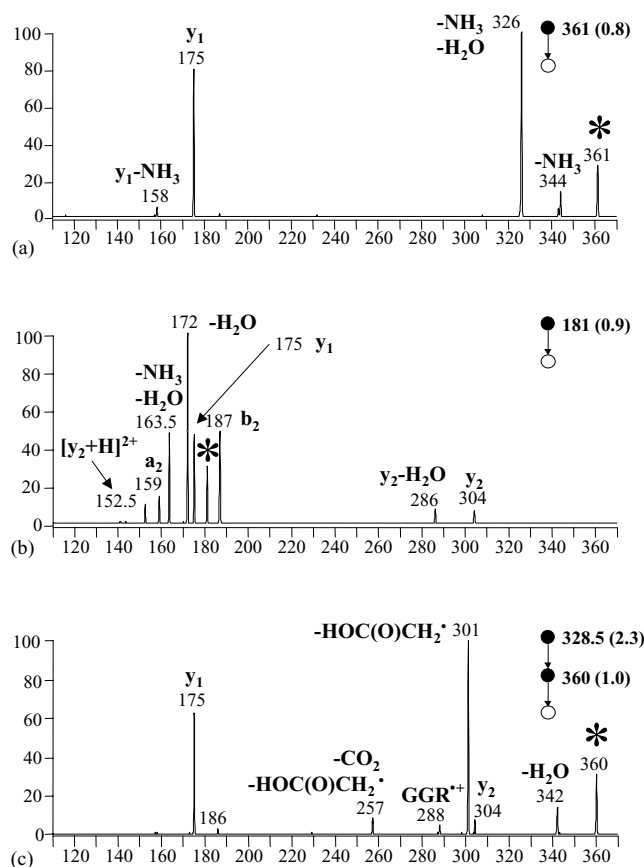 -NH₃ 326
-H₂O
361 (0.8)
y₁
175
100
80
60
40
20
0
y₁-NH₃
158
-NH₃
344
*
361
120 140 160 180 200 220 240 260 280 300 320 340 360
(a)
172 -H₂O
181 (0.9)
175 y₁
-NH₃
-H₂O
163.5
187 b₂
*
[y₂+H]²⁺
a₂
159
152.5
y₂-H₂O
286
y₂
304
100
80
60
40
20
0
120 140 160 180 200 220 240 260 280 300 320 340 360
(b)
-HOC(O)CH₂• 301
328.5 (2.3)
360 (1.0)
y₁
175
*
360
-CO₂
-HOC(O)CH₂•
257
GGR•⁺
288
y₂
304
-H₂O
342
186
100
80
60
40
20
0
120 140 160 180 200 220 240 260 280 300 320 340 360
(c)